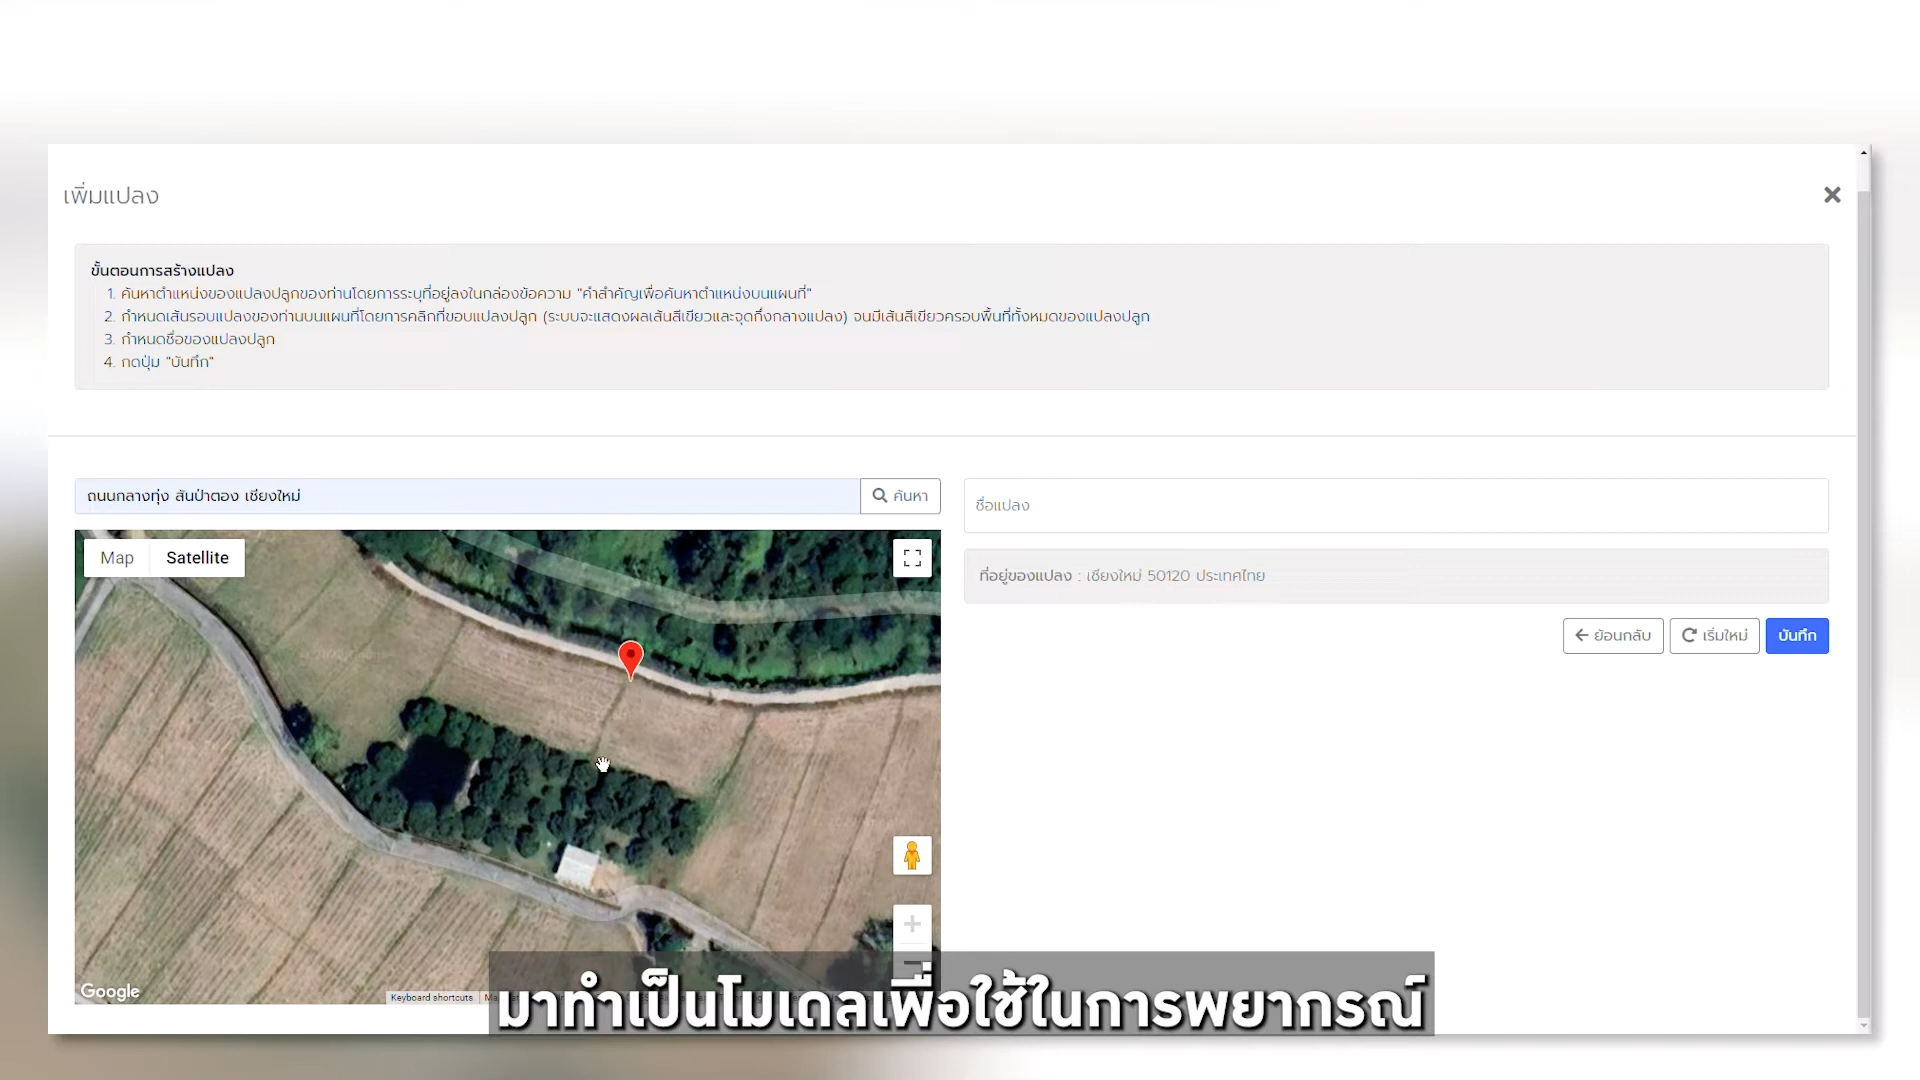 เพิ่มแปลง
ขั้นตอนการสร้างแปลง
1. ค้นหาตำแหน่งของแปลงปลูกของท่านโดยการระบุที่อยู่ลงในกล่องข้อความ "คำสำคัญเพื่อค้นหาตำแหน่งบนแผนที่"
2. กำหนดเส้นรอบแปลงของท่านบนแผนที่โดยการคลิกที่ขอบแปลงปลูก (ระบบจะแสดงผลเส้นสีเขียวและจุดกึ่งกลางแปลง) จนมีเส้นสีเขียวครอบพื้นที่ทั้งหมดของแปลงปลูก
3. กำหนดชื่อของแปลงปลูก
4. กดปุ่ม "บันทึก"
ถนนกลางทุ่ง สันป่าตอง เชียงใหม่
ค้นหา
ชื่อแปลง
Map Satellite
ที่อยู่ของแปลง : เชียงใหม่ 50120 ประเทศไทย
ย้อนกลับ เริ่มใหม่ บันทึก
Google
Keyboard shortcuts
มาทำเป็นโมเดลเพื่อใช้ในการพยากรณ์